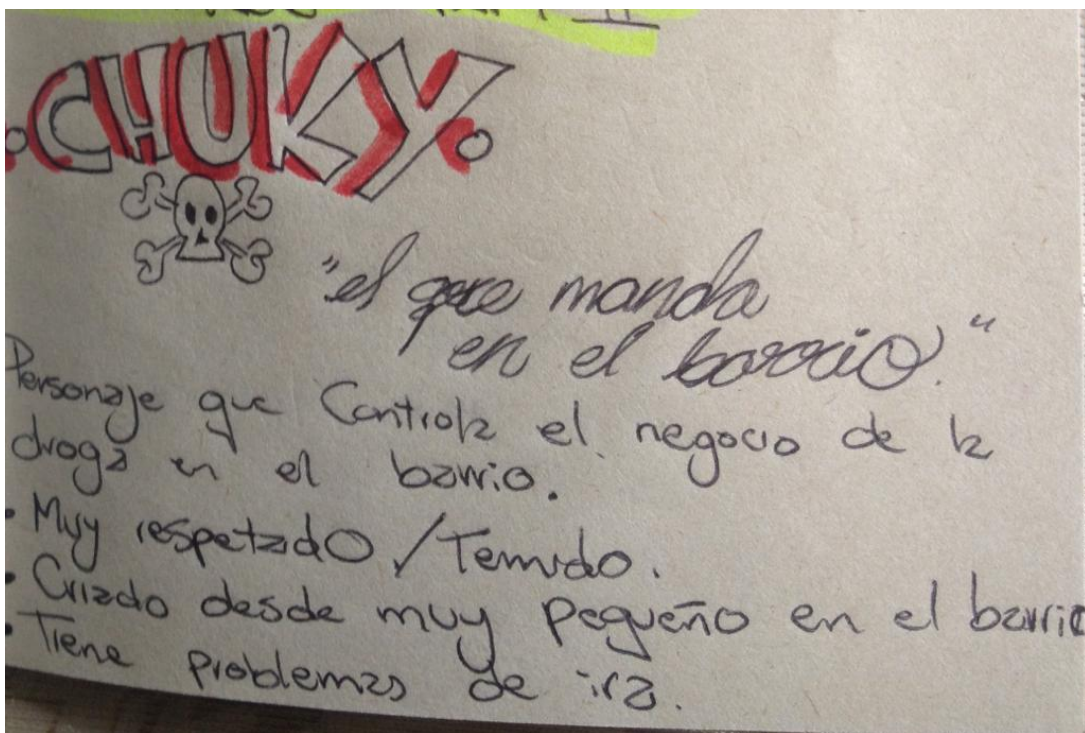 .CHUKY.
"el que manda
en el barrio."
Personaje que Controla el negocio de la
droga en el barrio.
• Muy respetado / Temido.
• Criado desde muy pequeño en el barrio
• Tiene problemas de ira.